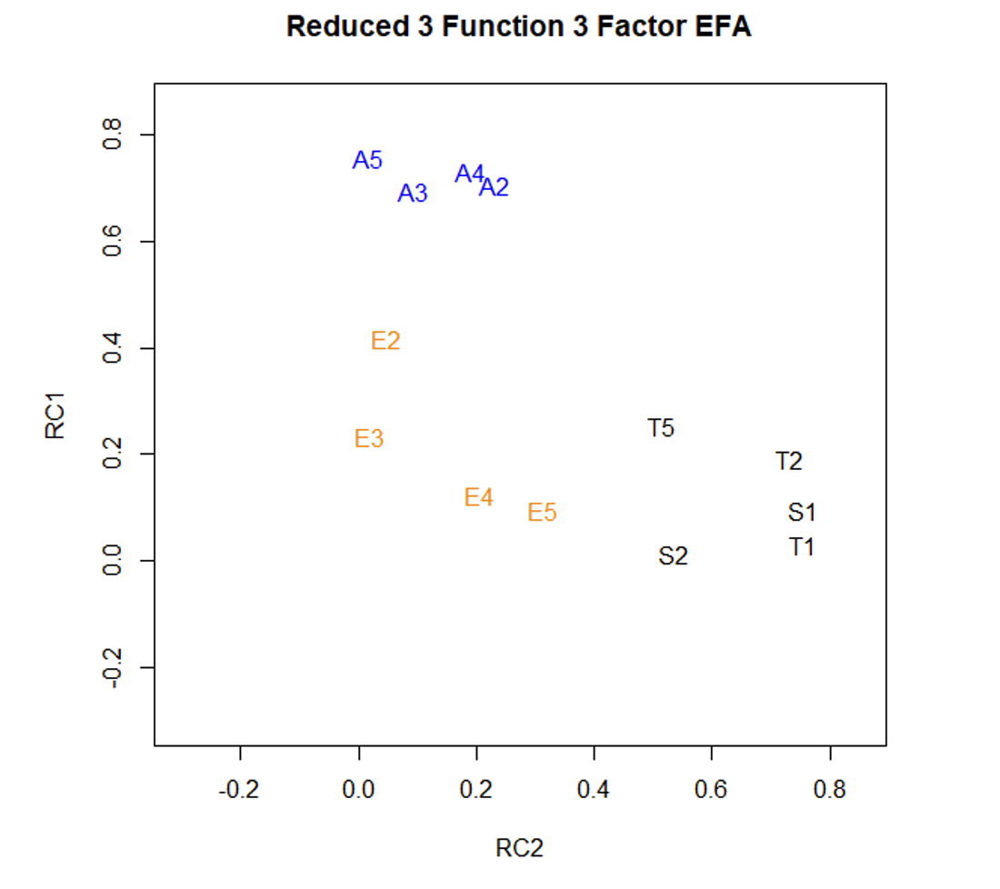 Reduced 3 Function 3 Factor EFA
0.8
A5
A4
A2
A3
0.6
0.4
E2
RC1
T5
E3
0.2
T2
E4
E5
S1
T1
S2
0.0
-0.2
-0.2 0.0 0.2 0.4 0.6 0.8
RC2